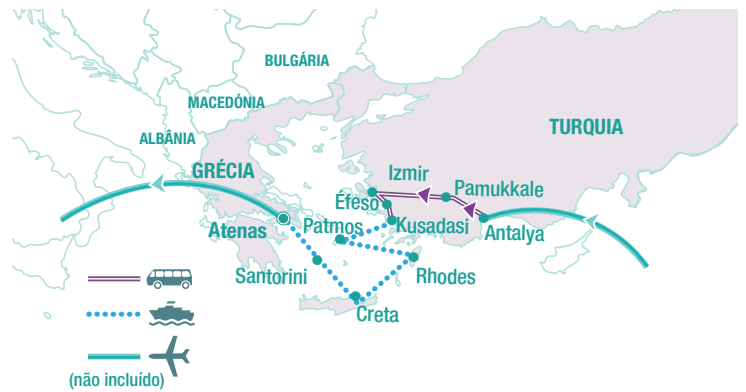 BULGÁRIA
MACEDÓNIA
TURQUIA
ALBÂNIA
GRÉCIA
Izmir
Pamukkale
Éfeso
Atenas
Patmos
Kusadasi
Antalya
Santorini
Rhodes
Creta
(não incluído)